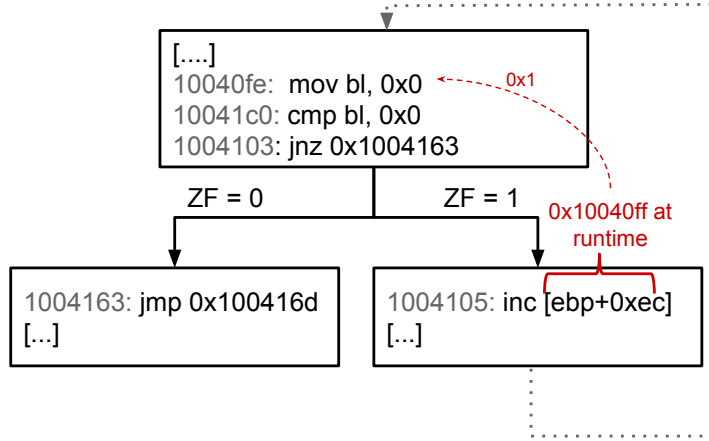 [....]
10040fe: mov bl, 0x0
0x1
10041c0: cmp bl, 0x0
1004103: jnz 0x1004163
ZF = 0
ZF = 1
0x10040ff at
runtime
1004163: jmp 0x100416d
[...]
1004105: inc [ebp+0xec]
[...]